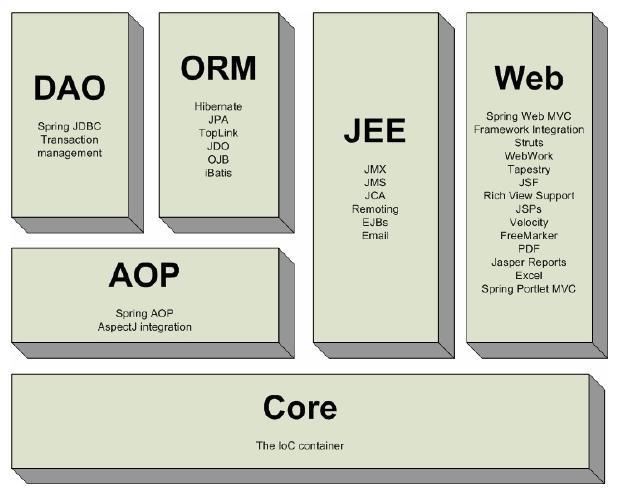 DAO
Spring JDBC
Transaction
management
ORM
Hibernate
JPA
TopLink
JDO
OJB
iBatis
JEE
JMX
JMS
JCA
Remoting
EJBs
Email
Web
Spring Web MVC
Framework Integration
Struts
WebWork
Tapestry
JSF
Rich View Support
JSPs
Velocity
FreeMarker
PDF
Jasper Reports
Excel
Spring Portlet MVC
AOP
Spring AOP
AspectJ integration
Core
The IoC container